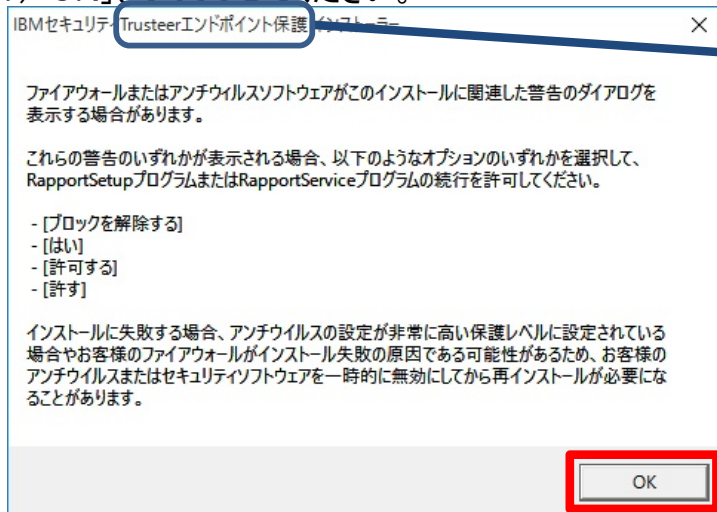 ください。
IBMセキュリティ Trusteerエンドポイント保護 インストーラー
ファイアウォールまたはアンチウィルスソフトウェアがこのインストールに関連した警告のダイアログを
表示する場合があります。
これらの警告のいずれかが表示される場合、以下のようなオプションのいずれかを選択して、
RapportSetupプログラムまたはRapportServiceプログラムの続行を許可してください。
- [ブロックを解除する]
- [はい]
- [許可する]
- [許す]
インストールに失敗する場合、アンチウイルスの設定が非常に高い保護レベルに設定されている
場合やお客様のファイアウォールがインストール失敗の原因である可能性があるため、お客様の
アンチウイルスまたはセキュリティソフトウェアを一時的に無効にしてから再インストールが必要にな
ることがあります。
OK